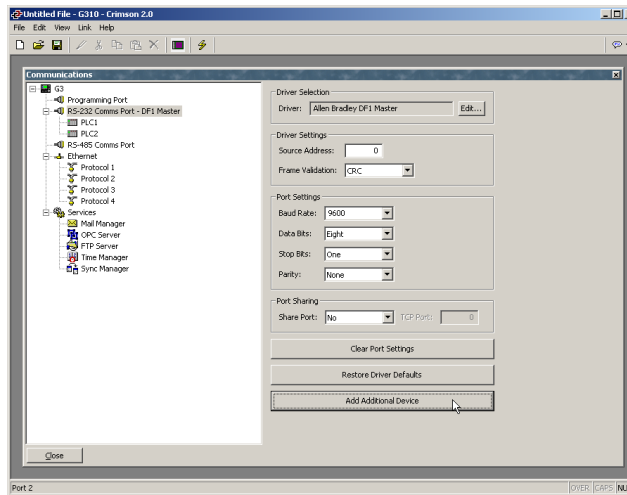 Untitled File - G310 - Crimson 2.0
File Edit View Link Help
Communications
G3
Programming Port
RS-232 Comms Port - DF1 Master
PLC1
PLC2
RS-485 Comms Port
Ethernet
Protocol 1
Protocol 2
Protocol 3
Protocol 4
Services
Mail Manager
OPC Server
FTP Server
Time Manager
Sync Manager
Driver Selection
Driver: Allen Bradley DF1 Master Edit...
Driver Settings
Source Address: 0
Frame Validation: CRC
Port Settings
Baud Rate: 9600
Data Bits: Eight
Stop Bits: One
Parity: None
Port Sharing
Share Port: No TCP Port: 0
Clear Port Settings
Restore Driver Defaults
Add Additional Device
Close
Port 2 OVER CAPS NU